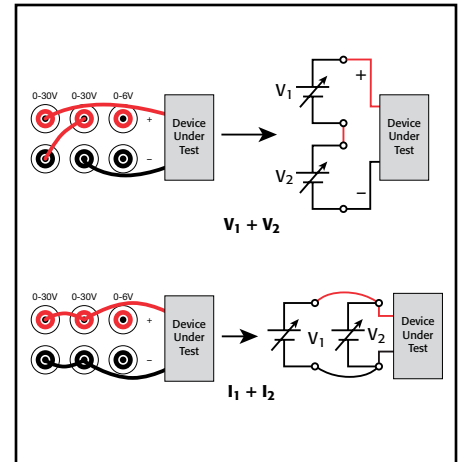 0-30V 0-30V 0-6V
+
−
Device
Under
Test
V1
+
V2
−
Device
Under
Test
V1 + V2
0-30V 0-30V 0-6V
+
−
Device
Under
Test
V1
V2
Device
Under
Test
I1 + I2